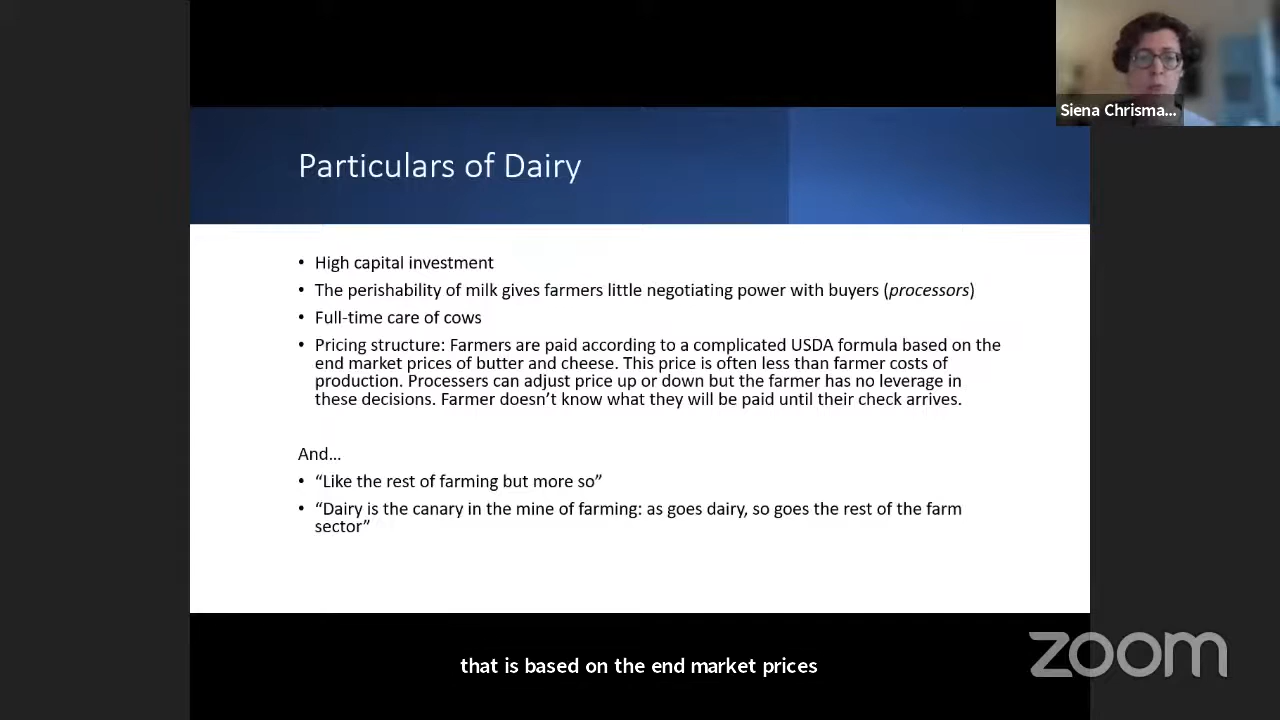 Siena Chrisma...
Particulars of Dairy
• High capital investment
• The perishability of milk gives farmers little negotiating power with buyers (processors)
• Full-time care of cows
• Pricing structure: Farmers are paid according to a complicated USDA formula based on the
end market prices of butter and cheese. This price is often less than farmer costs of
production. Processers can adjust price up or down but the farmer has no leverage in
these decisions. Farmer doesn’t know what they will be paid until their check arrives.
And…
• “Like the rest of farming but more so”
• “Dairy is the canary in the mine of farming: as goes dairy, so goes the rest of the farm
sector”
that is based on the end market prices
zoom